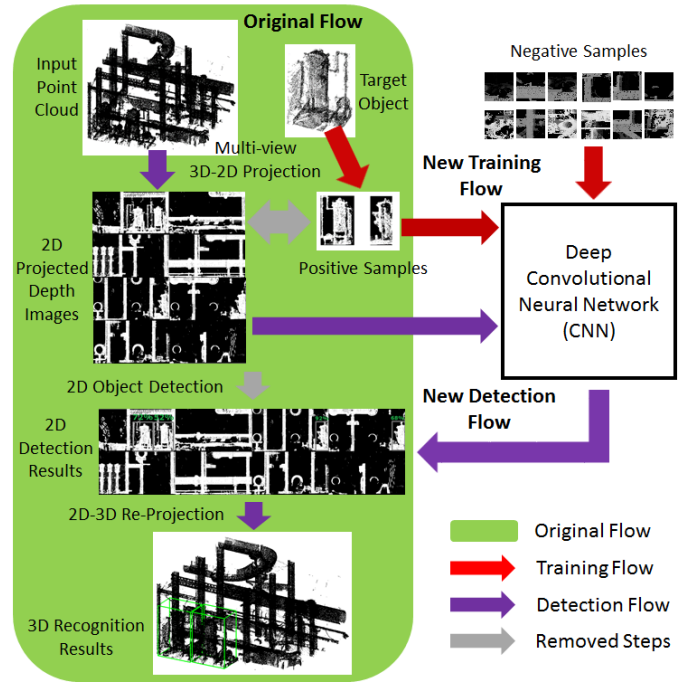 Original Flow
Input
Point
Cloud
Target
Object
Negative Samples
Multi-view
3D-2D Projection
New Training
Flow
2D
Projected
Depth
Images
Positive Samples
Deep
Convolutional
Neural Network
(CNN)
2D Object Detection
New Detection
Flow
2D
Detection
Results
2D-3D Re-Projection
3D Recognition
Results
Original Flow
Training Flow
Detection Flow
Removed Steps